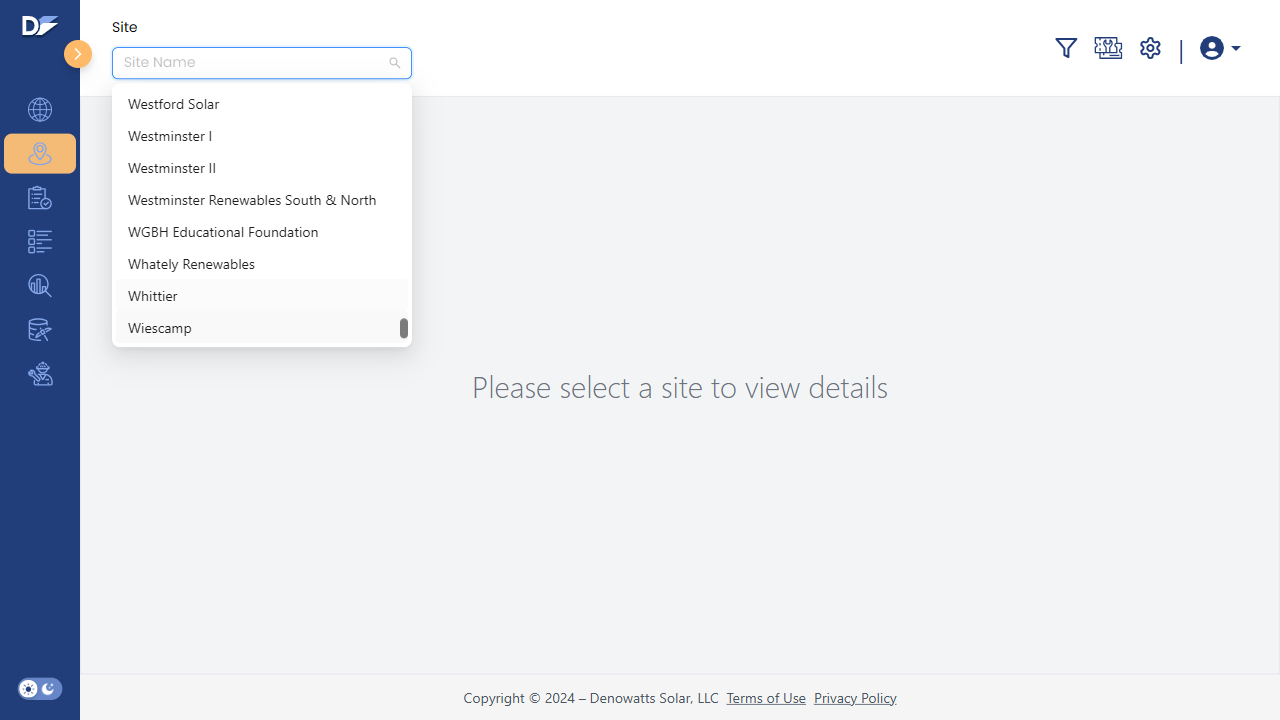 Site
Site Name
Westford Solar
Westminster I
Westminster II
Westminster Renewables South & North
WGBH Educational Foundation
Whately Renewables
Whittier
Wiescamp
Please select a site to view details
Copyright © 2024 – Denowatts Solar, LLC Terms of Use Privacy Policy